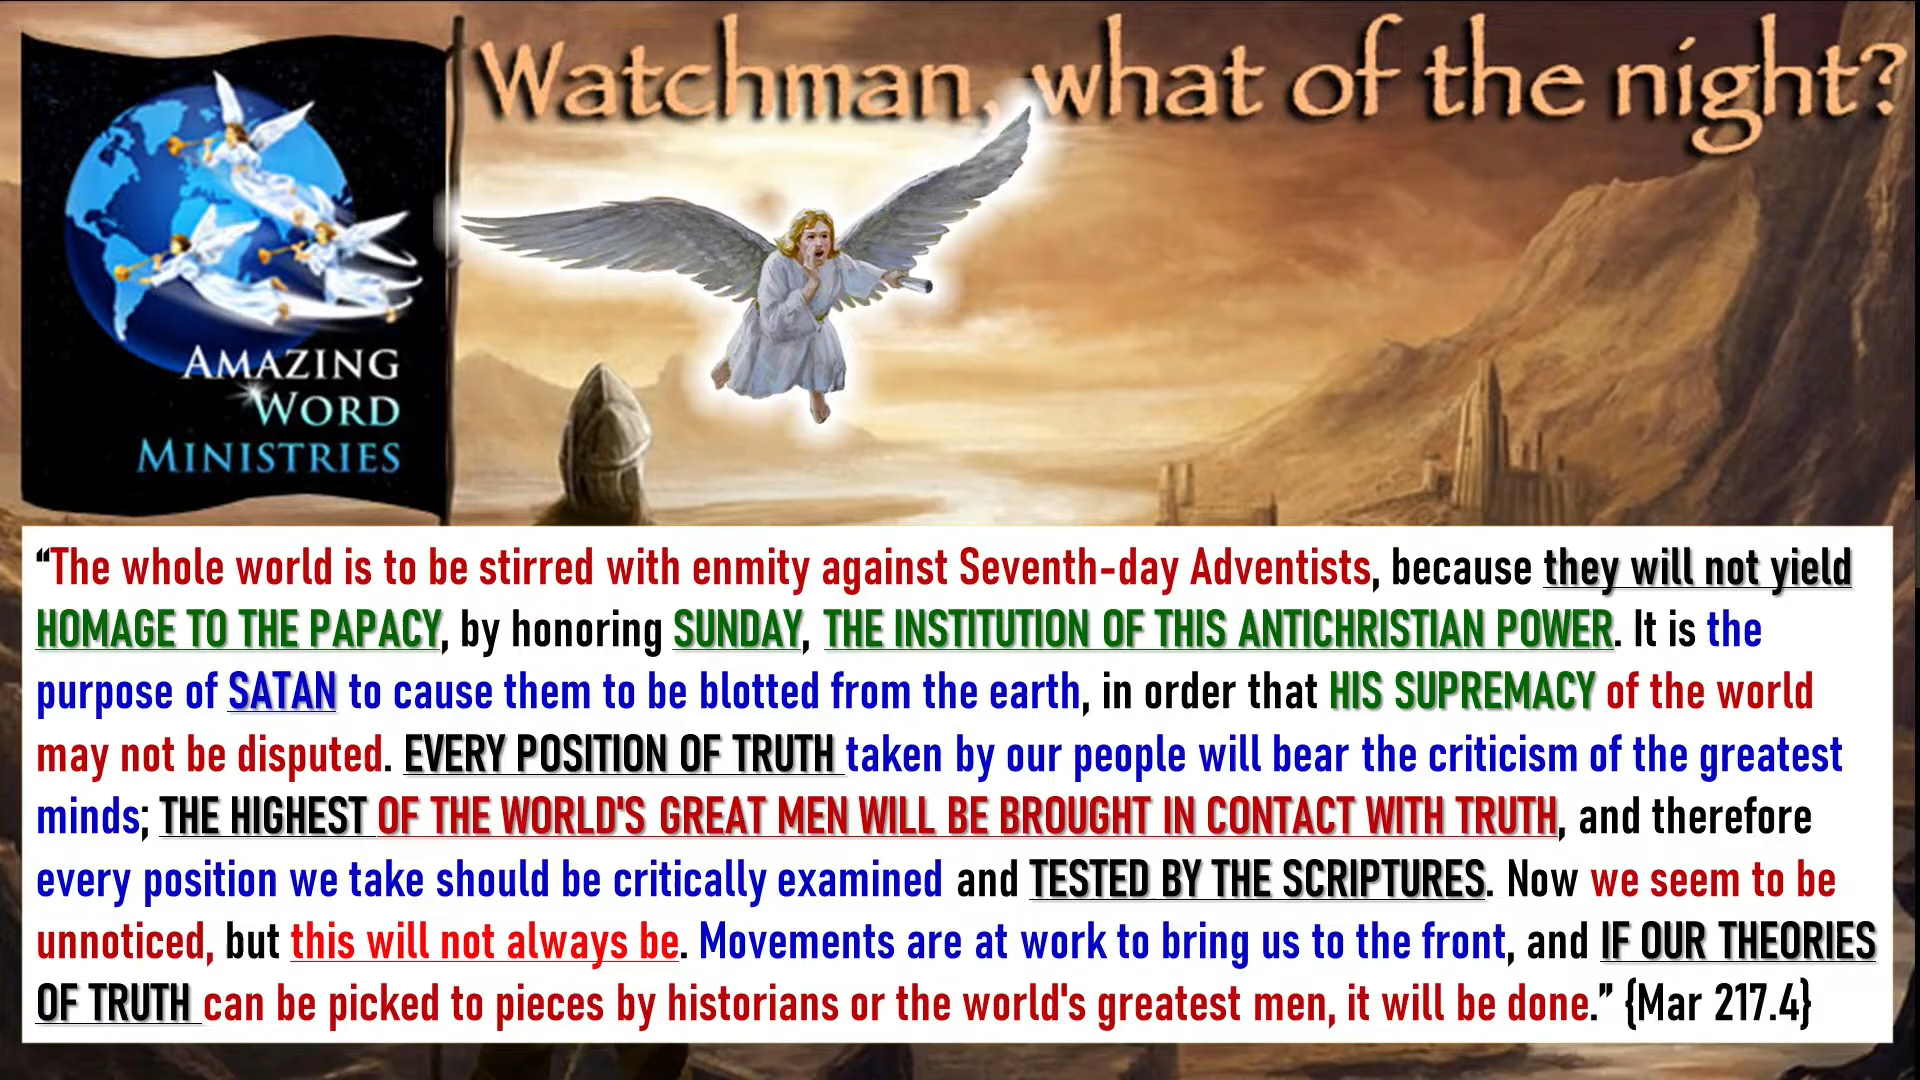 Watchman, what of the night?
AMAZING
WORD
MINISTRIES
“The whole world is to be stirred with enmity against Seventh-day Adventists, because they will not yield
HOMAGE TO THE PAPACY, by honoring SUNDAY, THE INSTITUTION OF THIS ANTICHRISTIAN POWER. It is the
purpose of SATAN to cause them to be blotted from the earth, in order that HIS SUPREMACY of the world
may not be disputed. EVERY POSITION OF TRUTH taken by our people will bear the criticism of the greatest
minds; THE HIGHEST OF THE WORLD'S GREAT MEN WILL BE BROUGHT IN CONTACT WITH TRUTH, and therefore
every position we take should be critically examined and TESTED BY THE SCRIPTURES. Now we seem to be
unnoticed, but this will not always be. Movements are at work to bring us to the front, and IF OUR THEORIES
OF TRUTH can be picked to pieces by historians or the world's greatest men, it will be done.” {Mar 217.4}